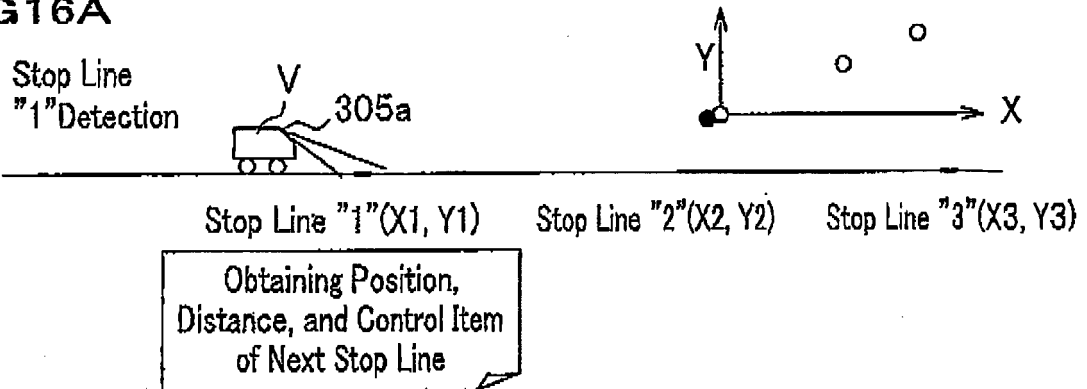 G16A
Stop Line
"1"Detection
V
305a
Y
X
Stop Line "1"(X1, Y1)
Stop Line "2"(X2, Y2)
Stop Line "3"(X3, Y3)
Obtaining Position,
Distance, and Control Item
of Next Stop Line